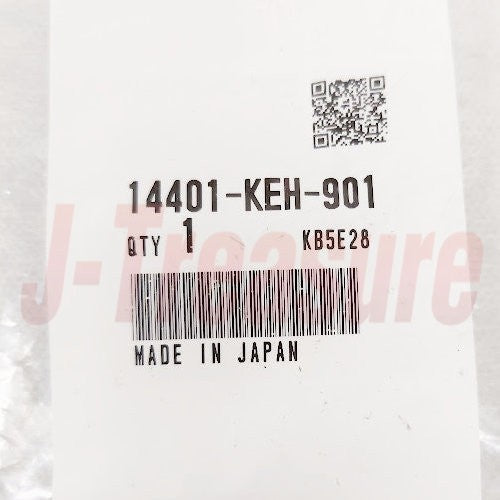 14401-KEH-901
QTY 1 KB5E28
J-Treasure
MADE IN JAPAN